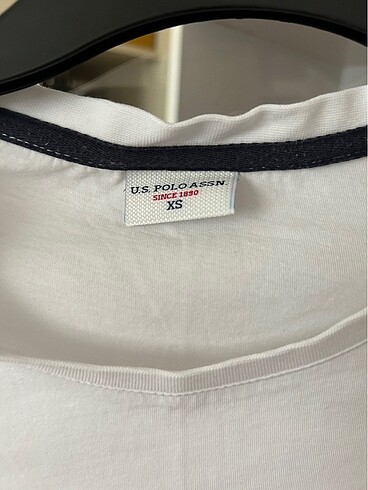 U.S. POLO ASSN.
SINCE 1890
XS